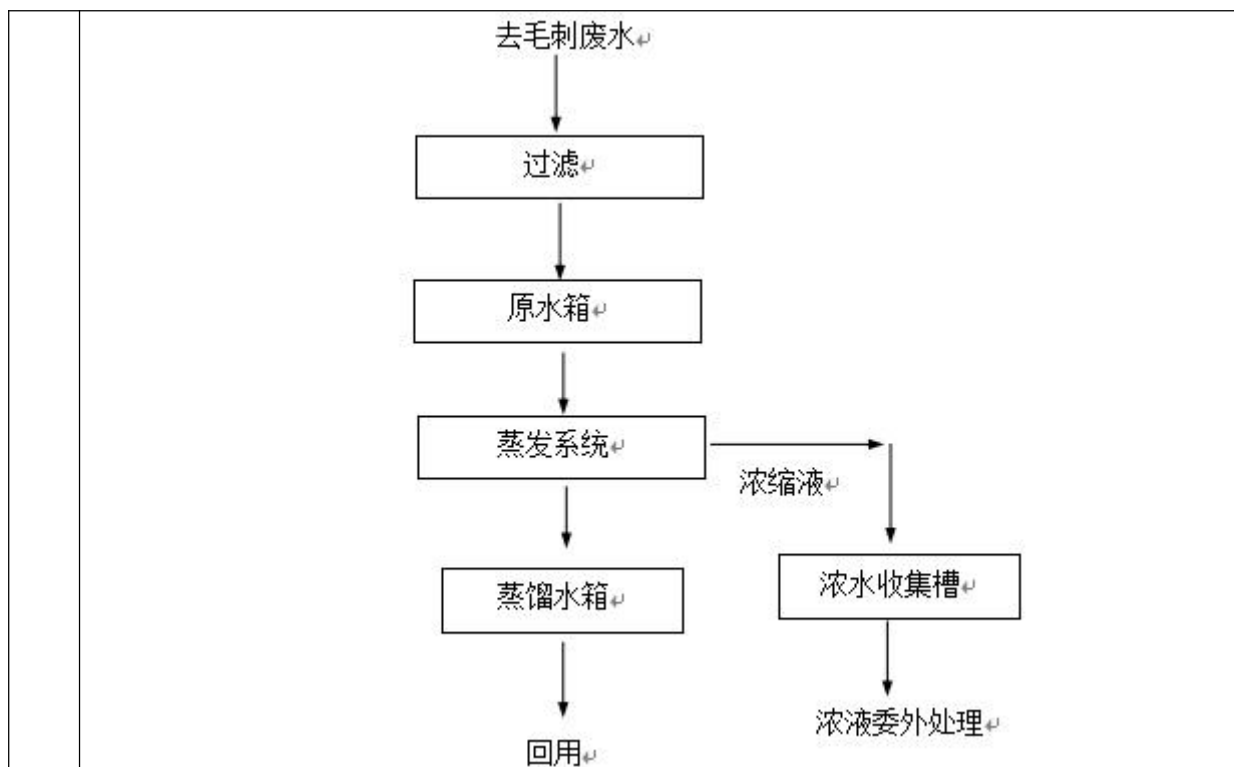 去毛刺废水
过滤
原水箱
蒸发系统
浓缩液
蒸馏水箱
浓水收集槽
回用
浓液委外处理